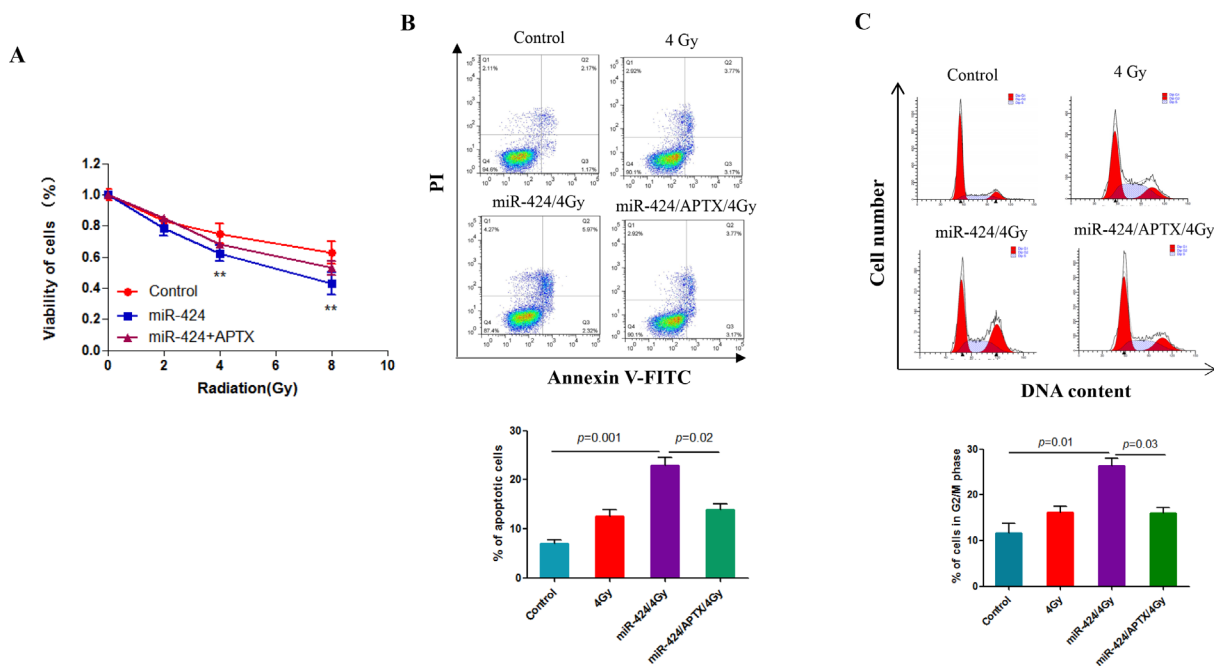 A
Viability of cells (%)
1.2
1.0
0.8
0.6
0.4
0.2
0.0
**
**
Control
miR-424
miR-424+APTX
0 2 4 6 8 10
Radiation(Gy)
B
Control
4 Gy
PI
Q1
2.11%
Q2
2.17%
Q4
94.6%
Q3
1.17%
Q1
2.92%
Q2
3.77%
Q4
90.1%
Q3
3.17%
miR-424/4Gy
miR-424/APTX/4Gy
Q1
4.27%
Q2
5.97%
Q4
87.4%
Q3
2.32%
Q1
2.92%
Q2
3.77%
Q4
90.1%
Q3
3.17%
Annexin V-FITC
% of apoptotic cells
30
20
10
0
p=0.001
p=0.02
Control
4Gy
miR-424/4Gy
miR-424/APTX/4Gy
C
Control
4 Gy
Cell number
miR-424/4Gy
miR-424/APTX/4Gy
DNA content
% of cells in G2/M phase
30
20
10
0
p=0.01
p=0.03
Control
4Gy
miR-424/4Gy
miR-424/APTX/4Gy